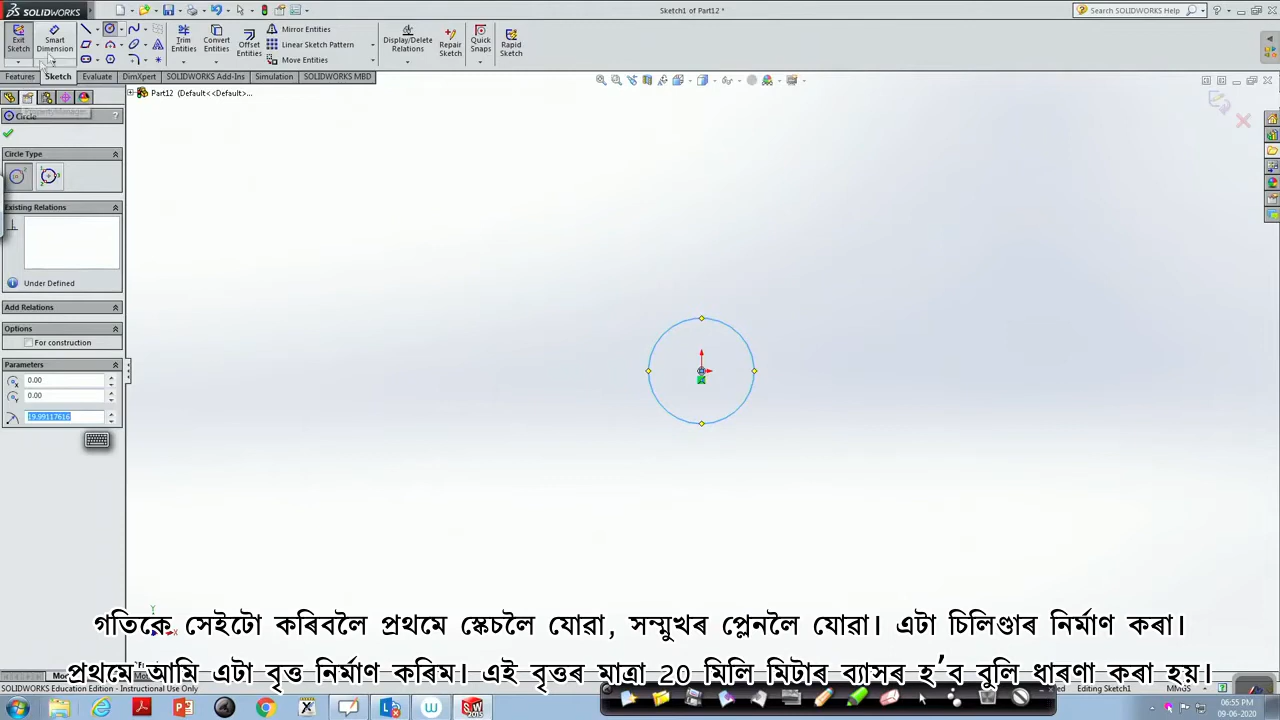 SOLIDWORKS
Sketch1 of Part12 *
Search SOLIDWORKS Help
Exit Sketch
Smart Dimension
Trim Entities
Convert Entities
Offset Entities
Mirror Entities
Linear Sketch Pattern
Move Entities
Display/Delete Relations
Repair Sketch
Quick Snaps
Rapid Sketch
Features Sketch Evaluate DimXpert SOLIDWORKS Add-Ins Simulation SOLIDWORKS MBD
Part12 (Default<<Default>...
Circle ?
Circle Type
Existing Relations
Under Defined
Add Relations
Options
For construction
Parameters
0.00
0.00
19.99117616
গতিকে সেইটো কৰিবলৈ প্ৰথমে স্কেচলৈ যোৱা, সন্মুখৰ প্লেনলৈ যোৱা। এটা চিলিণ্ডাৰ নিৰ্মাণ কৰা।
প্ৰথমে আমি এটা বৃত্ত নিৰ্মাণ কৰিম। এই বৃত্তৰ মাত্ৰা 20 মিলি মিটাৰ ব্যাসৰ হ'ব বুলি ধাৰণা কৰা হয়।
SOLIDWORKS Education Edition - Instructional Use Only
Editing Sketch1
MMGS
06:55 PM
09-06-2020